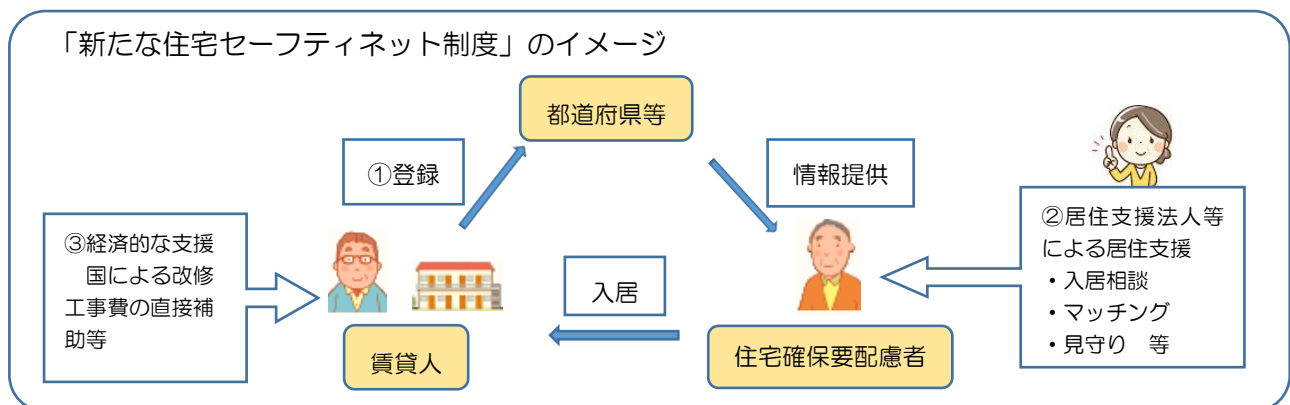 「新たな住宅セーフティネット制度」のイメージ
都道府県等
①登録
情報提供
③経済的な支援
国による改修
工事費の直接補
助等
②居住支援法人等
による居住支援
・入居相談
・マッチング
・見守り 等
入居
賃貸人
住宅確保要配慮者